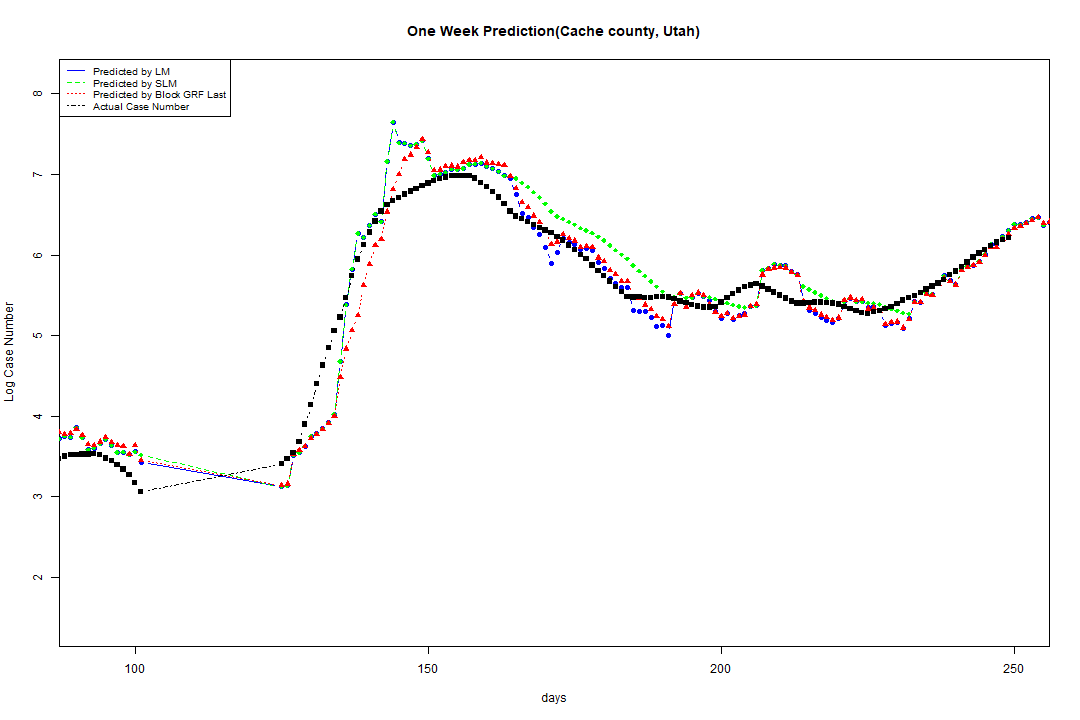 One Week Prediction(Cache county, Utah)
Predicted by LM
Predicted by SLM
Predicted by Block GRF Last
Actual Case Number
8
7
6
5
4
3
2
Log Case Number
100
150
200
250
days